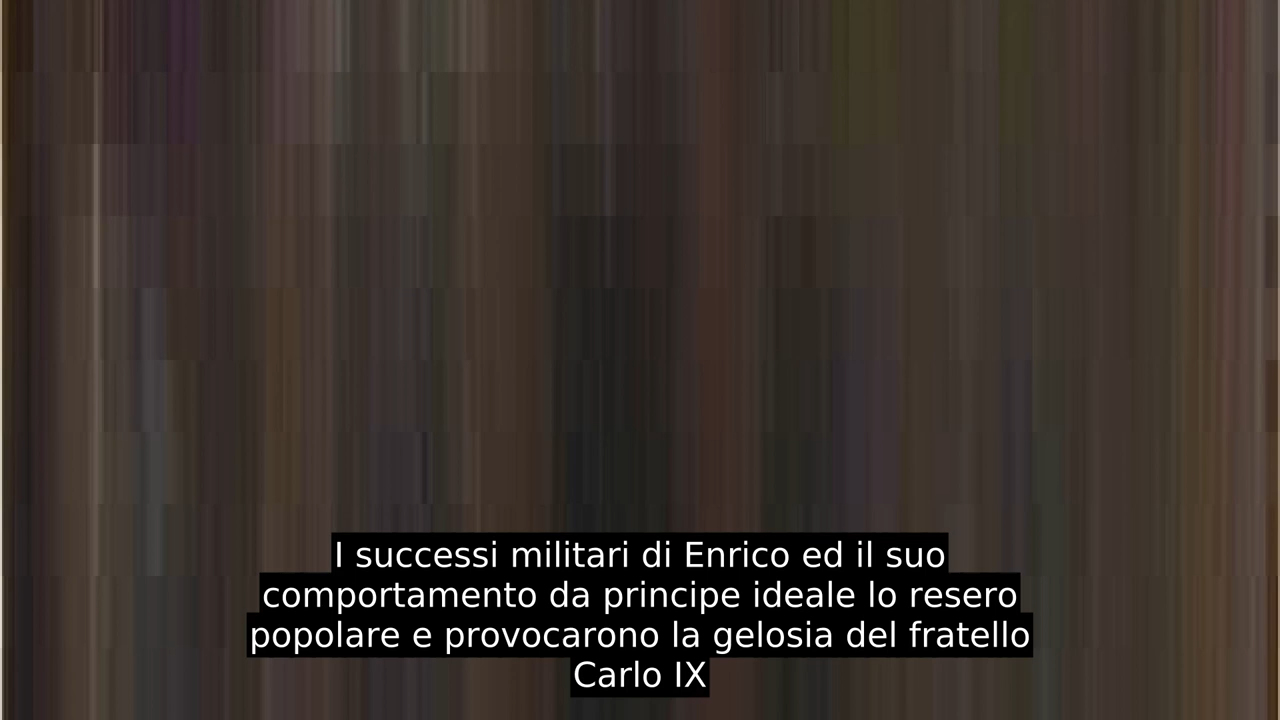 I successi militari di Enrico ed il suo
comportamento da principe ideale lo resero
popolare e provocarono la gelosia del fratello
Carlo IX